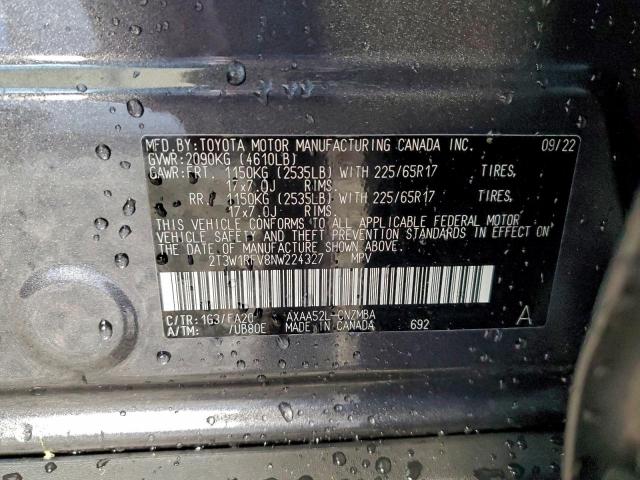 MFD.BY:TOYOTA MOTOR MANUFACTURING CANADA INC. 09/22
GVWR:2090KG (4610LB)
GAWR:FRT. 1150KG (2535LB) WITH 225/65R17 TIRES,
17x7.0J RIMS.
RR. 1150KG (2535LB) WITH 225/65R17 TIRES,
17x7.0J RIMS.
THIS VEHICLE CONFORMS TO ALL APPLICABLE FEDERAL MOTOR
VEHICLE SAFETY AND THEFT PREVENTION STANDARDS IN EFFECT ON
THE DATE OF MANUFACTURE SHOWN ABOVE.
2T3W1RFV8NW224327 MPV
C/TR:1G3/FA20 AXAA52L-CNZMBA A
A/TM: /UB80E MADE IN CANADA 692